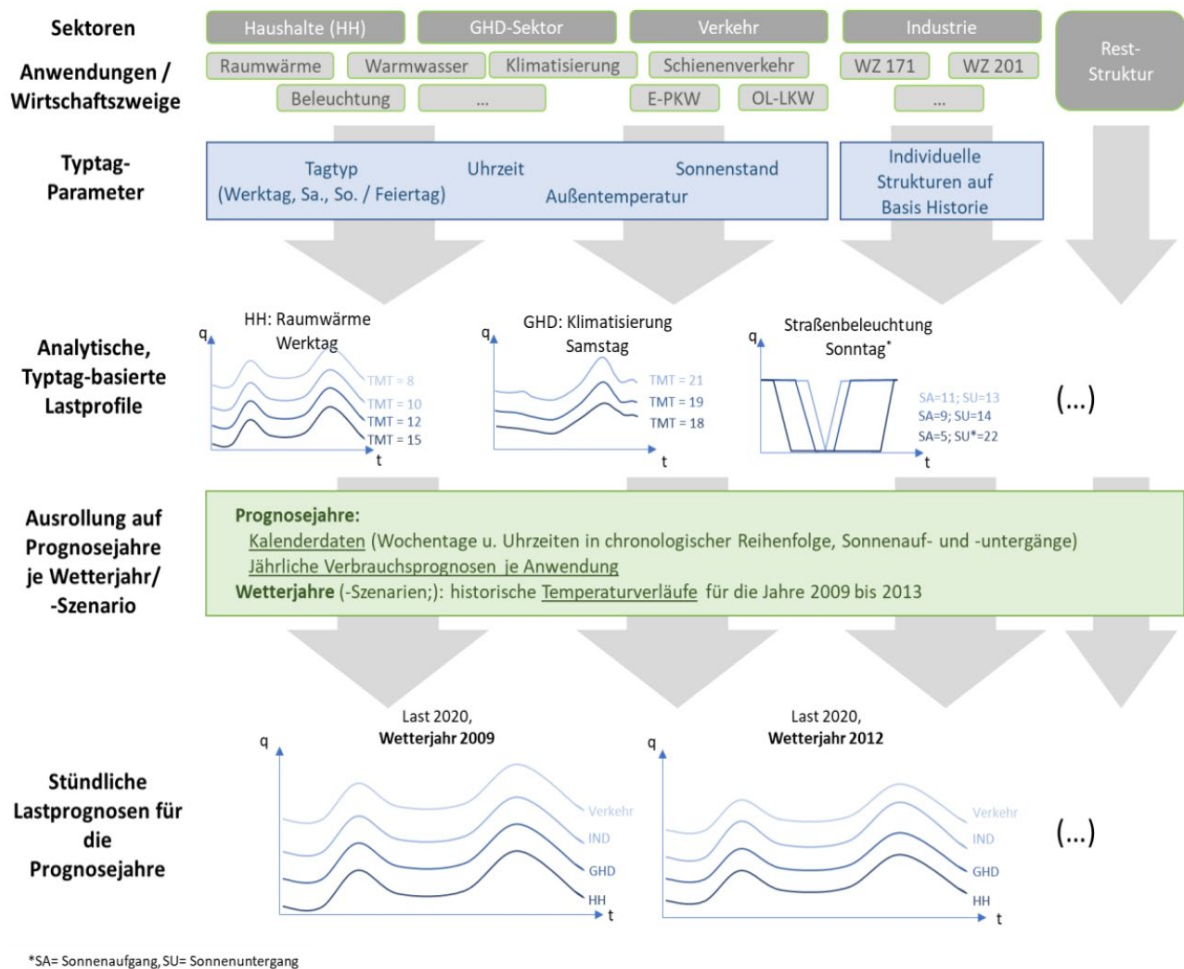 Sektoren
Haushalte (HH)
GHD-Sektor
Verkehr
Industrie
Rest-
Struktur
Anwendungen /
Wirtschaftszweige
Raumwärme
Warmwasser
Klimatisierung
Schienenverkehr
WZ 171
WZ 201
Beleuchtung
...
E-PKW
OL-LKW
...
Typtag-
Parameter
Tagtyp
(Werktag, Sa., So. / Feiertag)
Uhrzeit
Außentemperatur
Sonnenstand
Individuelle
Strukturen auf
Basis Historie
Analytische,
Typtag-basierte
Lastprofile
HH: Raumwärme
Werktag
q
TMT = 8
TMT = 10
TMT = 12
TMT = 15
t
GHD: Klimatisierung
Samstag
q
TMT = 21
TMT = 19
TMT = 18
t
Straßenbeleuchtung
Sonntag*
q
SA=11; SU=13
SA=9; SU=14
SA=5; SU*=22
t
(...)
Ausrollung auf
Prognosejahre
je Wetterjahr/
-Szenario
Prognosejahre:
Kalenderdaten (Wochentage u. Uhrzeiten in chronologischer Reihenfolge, Sonnenauf- und -untergänge)
Jährliche Verbrauchsprognosen je Anwendung
Wetterjahre (-Szenarien;): historische Temperaturverläufe für die Jahre 2009 bis 2013
Stündliche
Lastprognosen für
die
Prognosejahre
Last 2020,
Wetterjahr 2009
q
Verkehr
IND
GHD
HH
t
Last 2020,
Wetterjahr 2012
q
Verkehr
IND
GHD
HH
t
(...)
*SA= Sonnenaufgang, SU= Sonnenuntergang